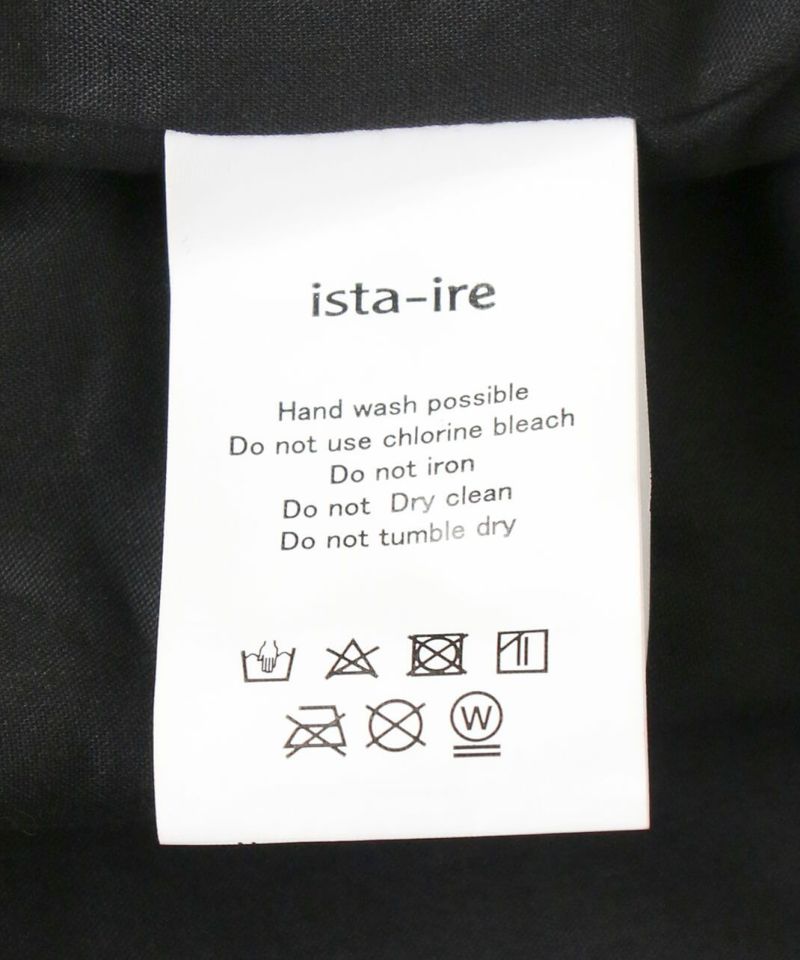 ista-ire
Hand wash possible
Do not use chlorine bleach
Do not iron
Do not Dry clean
Do not tumble dry
W